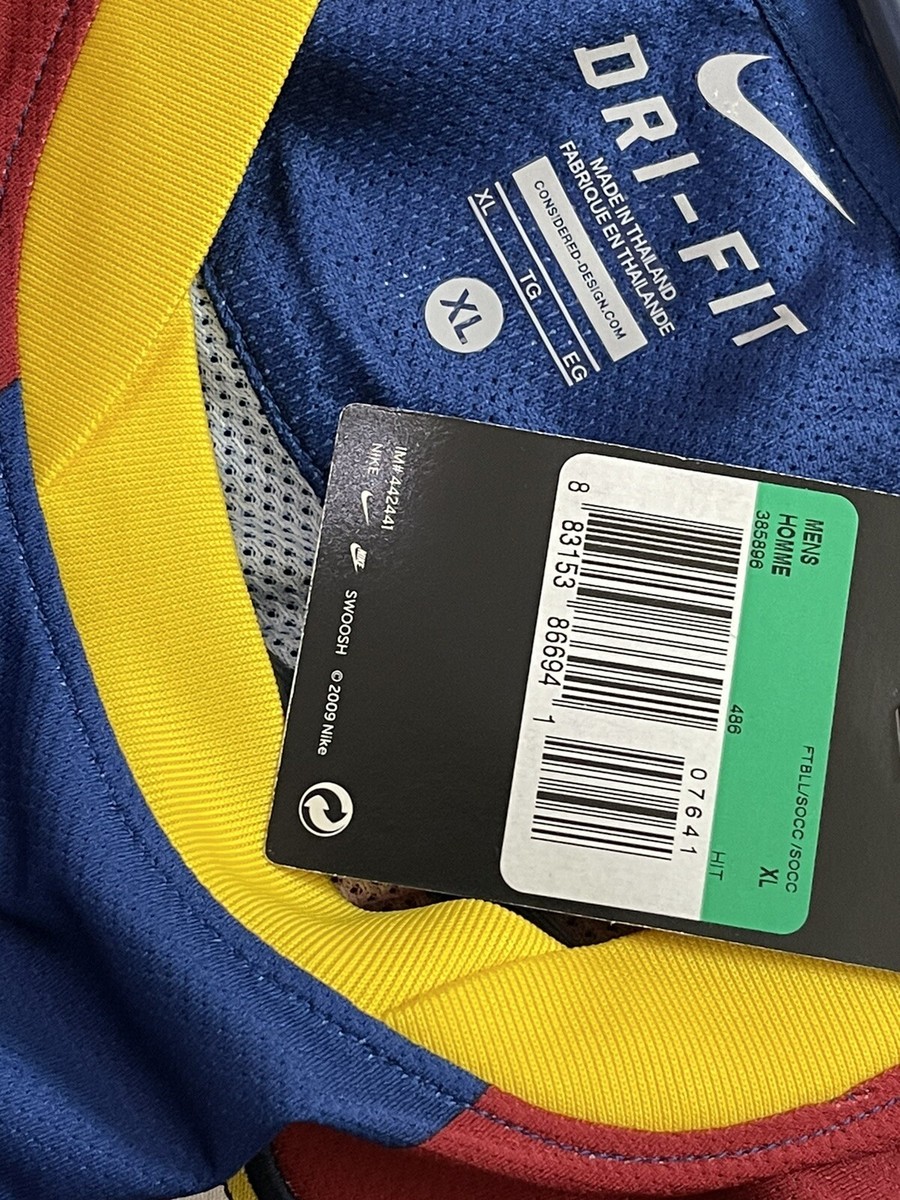 DRI-FIT
MADE IN THAILAND
FABRIQUE EN THAILANDE
CONSIDERED-DESIGN.COM
XL TG EG
XL
IM# 442441
NIKE
SWOOSH © 2009 Nike
MENS
HOMME
385896 486
FTBLL/SOCC/SOCC
XL
HIT
8 83153 86694 1
07641